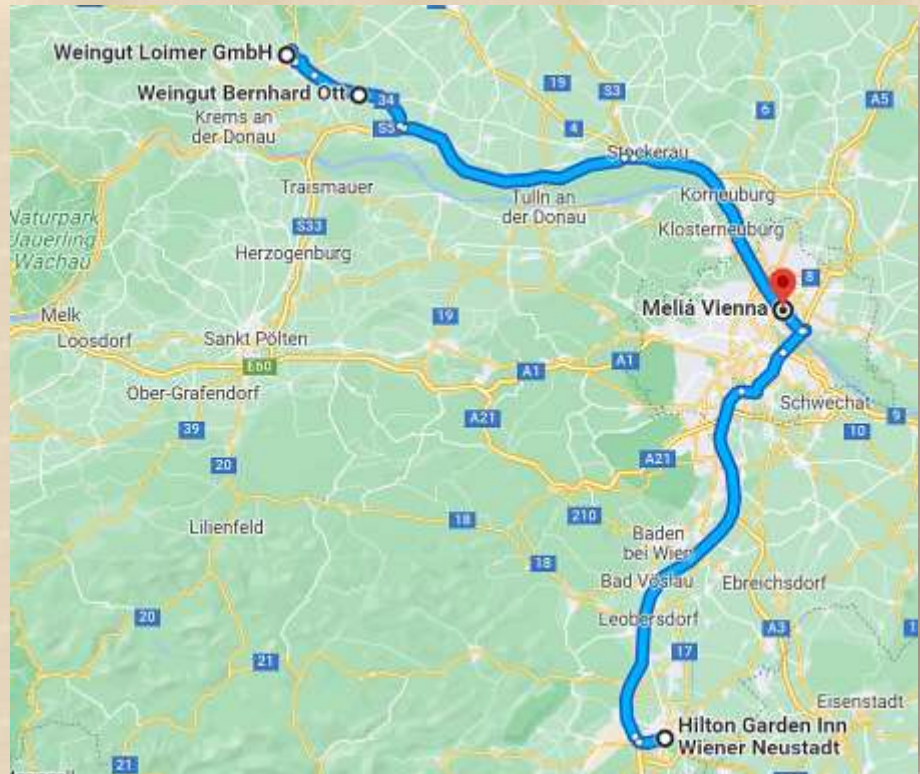 Weingut Loimer GmbH
Weingut Bernhard Ott
Krems an
der Donau
34
S5
19
S3
4
6
A5
Stockerau
Traismauer
Tulln an
der Donau
Korneuburg
Klosterneuburg
Naturpark
Jauerling
Wachau
S33
Herzogenburg
8
Meliá Vienna
Melk
Loosdorf
Sankt Pölten
19
E60
A1
A1
Ober-Grafendorf
A21
Schwechat
9
39
10
20
A21
Lilienfeld
18
210
18
Baden
bei Wien
Bad Vöslau
Ebreichsdorf
Leobersdorf
20
A3
21
17
Eisenstadt
Hilton Garden Inn
Wiener Neustadt
21